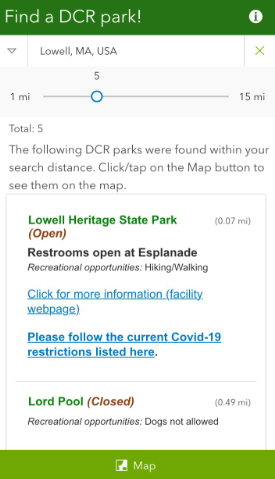 Find a DCR park!
Lowell, MA, USA
5
1 mi
15 mi
Total: 5
The following DCR parks were found within your
search distance. Click/tap on the Map button to
see them on the map.
Lowell Heritage State Park (0.07 mi)
(Open)
Restrooms open at Esplanade
Recreational opportunities: Hiking/Walking
Click for more information (facility
webpage)
Please follow the current Covid-19
restrictions listed here.
Lord Pool (Closed) (0.49 mi)
Recreational opportunities: Dogs not allowed
Map